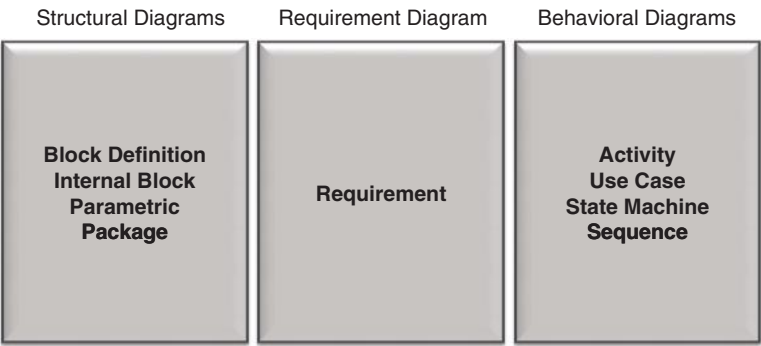 Structural Diagrams
Requirement Diagram
Behavioral Diagrams
Block Definition
Internal Block
Parametric
Package
Requirement
Activity
Use Case
State Machine
Sequence